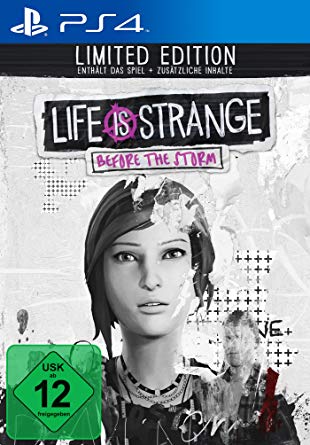 PS4
LIMITED EDITION
ENTHÄLT DAS SPIEL + ZUSÄTZLICHE INHALTE
LIFE IS STRANGE
BEFORE THE STORM
USK
ab
12
freigegeben